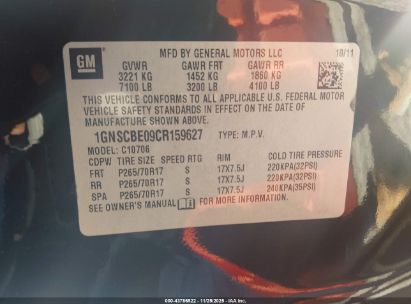 GM
MFD BY GENERAL MOTORS LLC 10/11
GVWR GAWR FRT GAWR RR
3221 KG 1452 KG 1860 KG
7100 LB 3200 LB 4100 LB
THIS VEHICLE CONFORMS TO ALL APPLICABLE U.S. FEDERAL MOTOR
VEHICLE SAFETY AND THEFT PREVENTION STANDARDS IN EFFECT ON THE DATE
OF MANUFACTURE SHOWN ABOVE.
1GNSCBE09CR159627 TYPE: M.P.V.
MODEL: C10706
CDPW TIRE SIZE SPEED RTG RIM COLD TIRE PRESSURE
FRT P265/70R17 S 17X7.5J 220KPA(32PSI)
RR P265/70R17 S 17X7.5J 220KPA(32PSI)
SPA P265/70R17 S 17X7.5J 240KPA(35PSI)
SEE OWNER'S MANUAL FOR MORE INFORMATION.